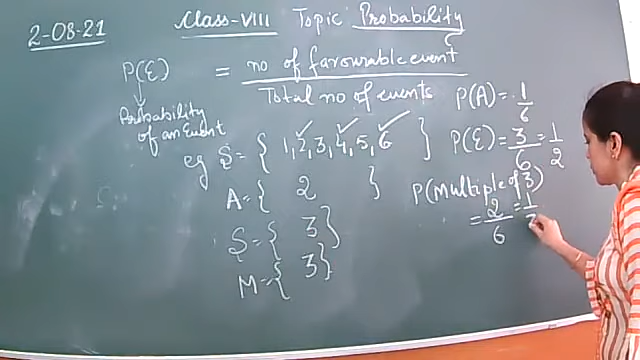 2-08-21
Class-VIII Topic Probability
P(E) = no of favourable event / Total no of events
Probability of an Event
P(A) = 1/6
eg S = { 1, 2, 3, 4, 5, 6 }
P(E) = 3/6 = 1/2
A = { 2 }
P(Multiple of 3)
= 2/6 = 1/3
S = { 3 }
M = { 3 }